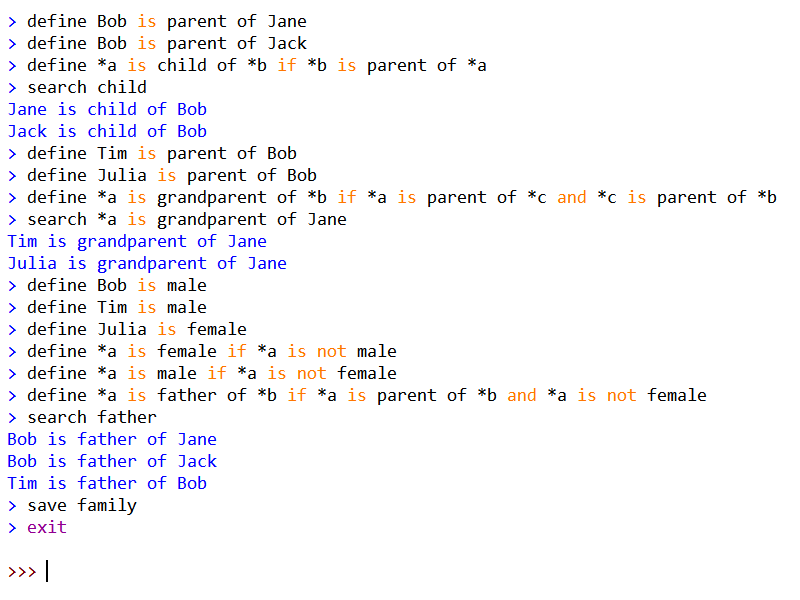 > define Bob is parent of Jane
> define Bob is parent of Jack
> define *a is child of *b if *b is parent of *a
> search child
Jane is child of Bob
Jack is child of Bob
> define Tim is parent of Bob
> define Julia is parent of Bob
> define *a is grandparent of *b if *a is parent of *c and *c is parent of *b
> search *a is grandparent of Jane
Tim is grandparent of Jane
Julia is grandparent of Jane
> define Bob is male
> define Tim is male
> define Julia is female
> define *a is female if *a is not male
> define *a is male if *a is not female
> define *a is father of *b if *a is parent of *b and *a is not female
> search father
Bob is father of Jane
Bob is father of Jack
Tim is father of Bob
> save family
> exit
>>>